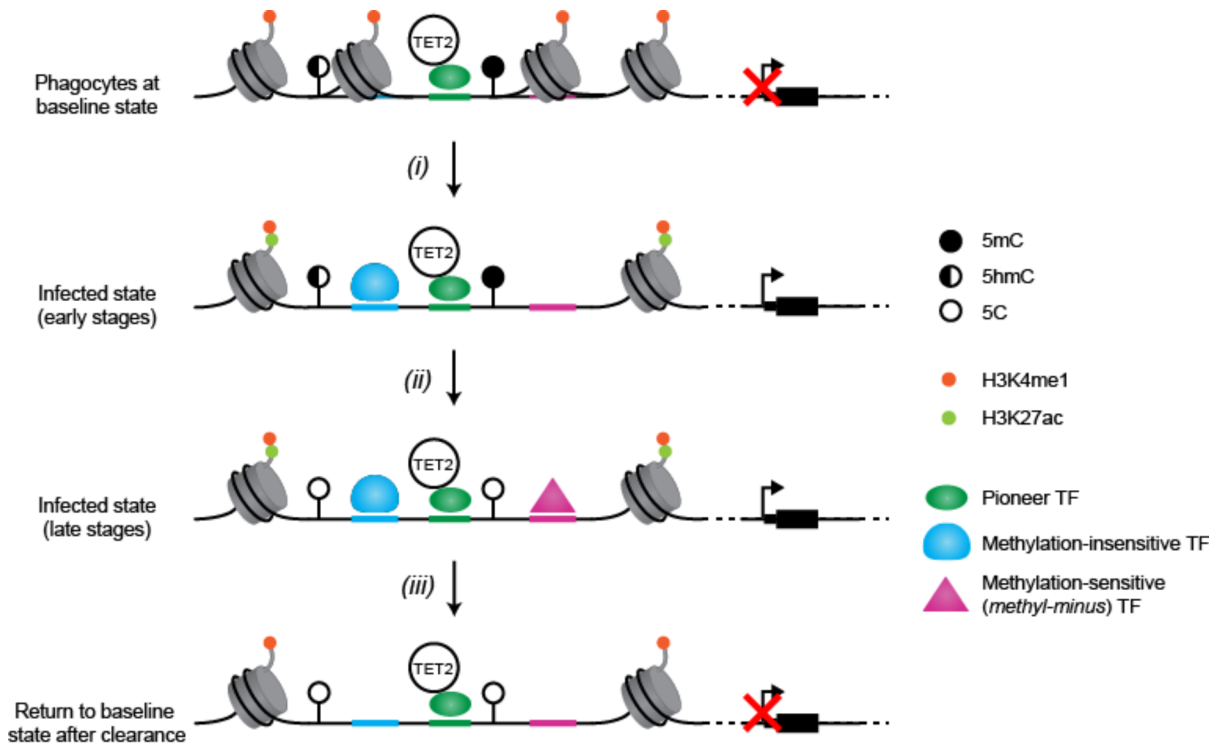 TET2
Phagocytes at
baseline state
(i)
TET2
Infected state
(early stages)
(ii)
TET2
Infected state
(late stages)
(iii)
TET2
Return to baseline
state after clearance
5mC
5hmC
5C
H3K4me1
H3K27ac
Pioneer TF
Methylation-insensitive TF
Methylation-sensitive
(methyl-minus) TF